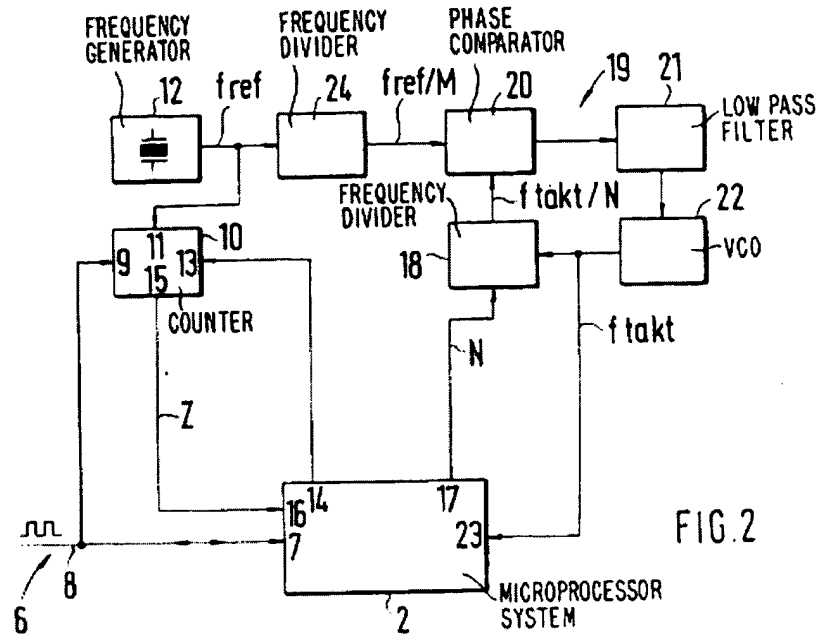 FREQUENCY
GENERATOR
FREQUENCY
DIVIDER
PHASE
COMPARATOR
12
f ref
24
f ref/M
20
19
21
LOW PASS
FILTER
FREQUENCY
DIVIDER
f takt/N
22
VCO
18
11
10
9
13
15
COUNTER
f takt
N
Z
14
17
16
7
23
FIG.2
8
6
MICROPROCESSOR
SYSTEM
2